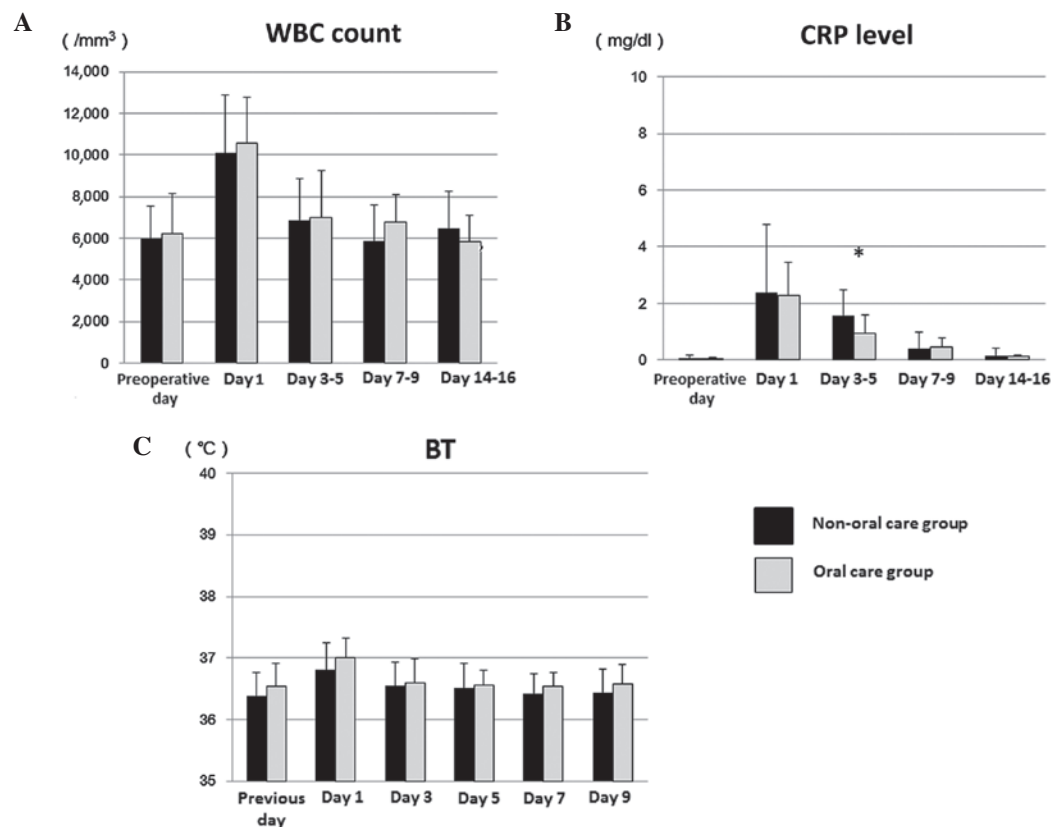 A
( /mm³ )
WBC count
14,000
12,000
10,000
8,000
6,000
4,000
2,000
0
Preoperative day
Day 1
Day 3-5
Day 7-9
Day 14-16
B
( mg/dl )
CRP level
10
8
6
4
2
0
*
Preoperative day
Day 1
Day 3-5
Day 7-9
Day 14-16
C
( °C )
BT
40
39
38
37
36
35
Previous day
Day 1
Day 3
Day 5
Day 7
Day 9
Non-oral care group
Oral care group